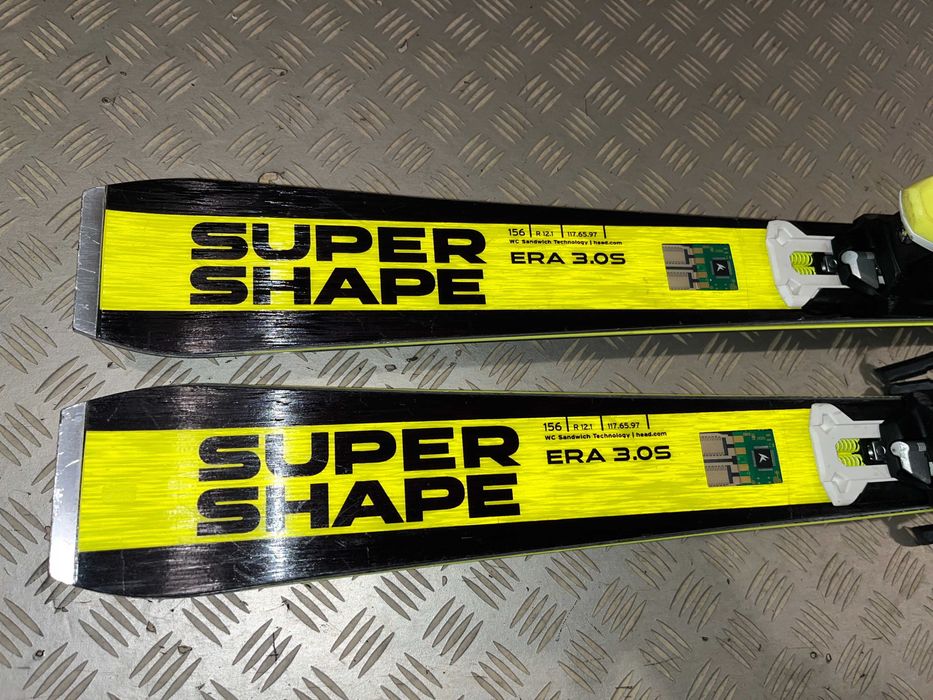 SUPER
SHAPE
156 | R 12.1 | 117.65.97 |
WC Sandwich Technology | head.com
ERA 3.0S
SUPER
SHAPE
156 | R 12.1 | 117.65.97 |
WC Sandwich Technology | head.com
ERA 3.0S